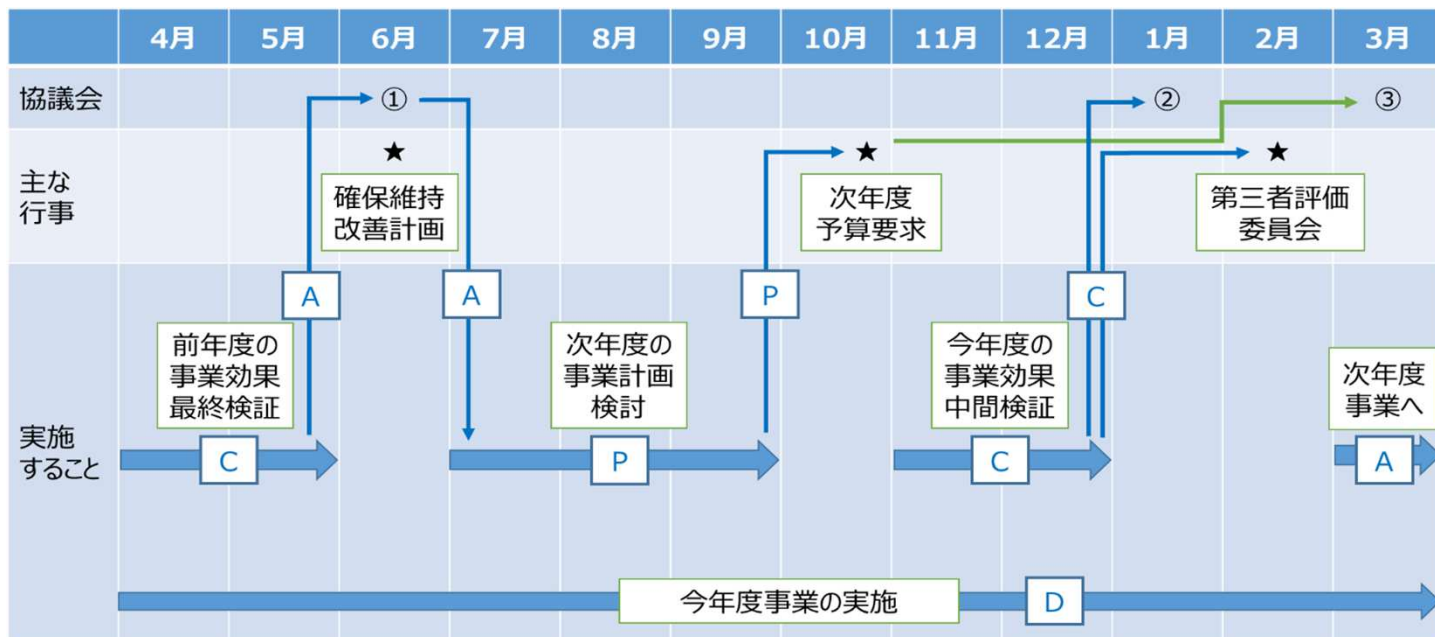 4月 5月 6月 7月 8月 9月 10月 11月 12月 1月 2月 3月
協議会
①
②
③
主な
行事
★
確保維持
改善計画
★
次年度
予算要求
★
第三者評価
委員会
A
A
P
C
実施
すること
前年度の
事業効果
最終検証
C
次年度の
事業計画
検討
P
今年度の
事業効果
中間検証
C
次年度
事業へ
A
今年度事業の実施
D